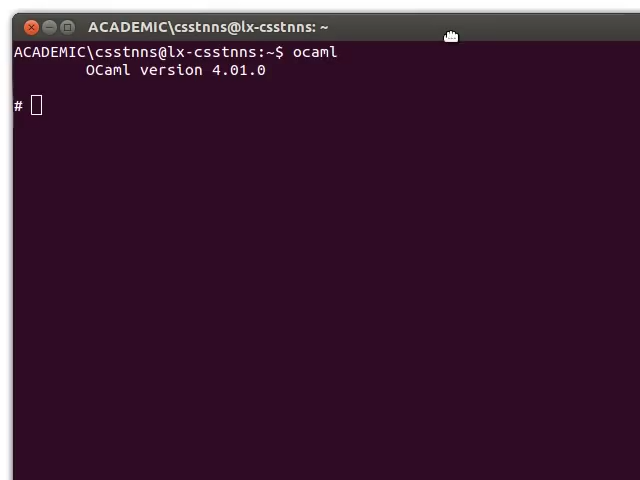 ACADEMIC\csstnns@lx-csstnns: ~
ACADEMIC\csstnns@lx-csstnns:~$ ocaml
OCaml version 4.01.0
#